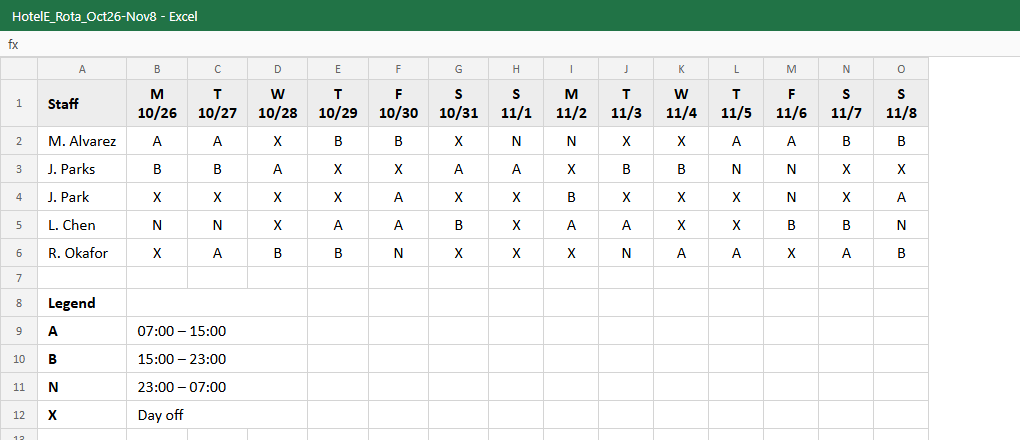 HotelE_Rota_Oct26-Nov8 - Excel
fx
A B C D E F G H I J K L M N O
1 Staff M 10/26 T 10/27 W 10/28 T 10/29 F 10/30 S 10/31 S 11/1 M 11/2 T 11/3 W 11/4 T 11/5 F 11/6 S 11/7 S 11/8
2 M. Alvarez A A X B B X N N X X A A B B
3 J. Parks B B A X X A A X B B N N X X
4 J. Park X X X X A X X B X X X N X A
5 L. Chen N N X A A B X A A X X B B N
6 R. Okafor X A B B N X X X N A A X A B
7
8 Legend
9 A 07:00 – 15:00
10 B 15:00 – 23:00
11 N 23:00 – 07:00
12 X Day off
13